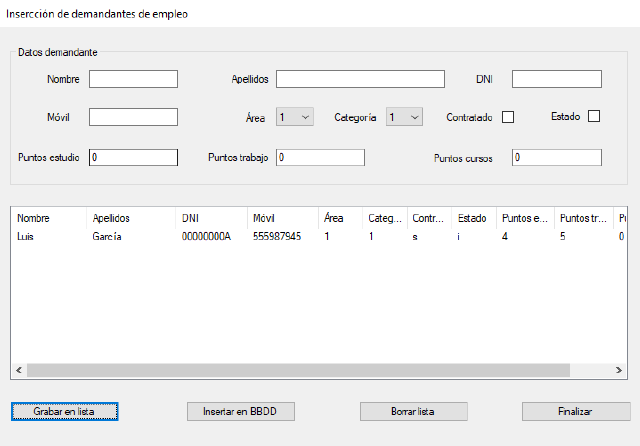 Insercción de demandantes de empleo
Datos demandante
Nombre Apellidos DNI
Móvil Área 1 Categoría 1 Contratado Estado
Puntos estudio 0 Puntos trabajo 0 Puntos cursos 0
Nombre Apellidos DNI Móvil Área Categ... Contr... Estado Puntos e... Puntos tr... Pu
Luis García 00000000A 555987945 1 1 s i 4 5 0
Grabar en lista Insertar en BBDD Borrar lista Finalizar